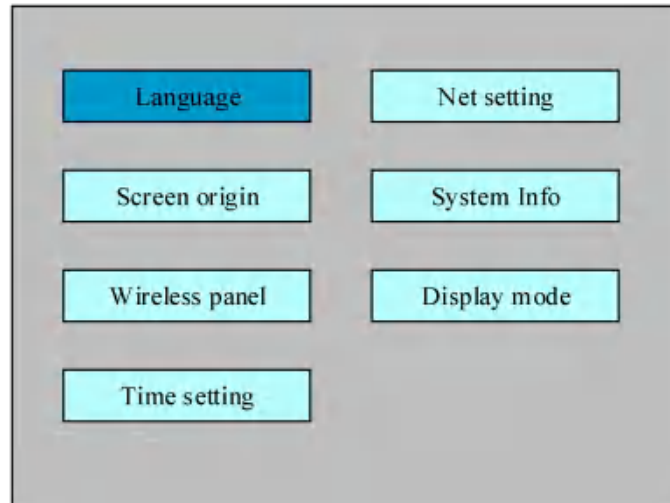 Language
Net setting
Screen origin
System Info
Wireless panel
Display mode
Time setting